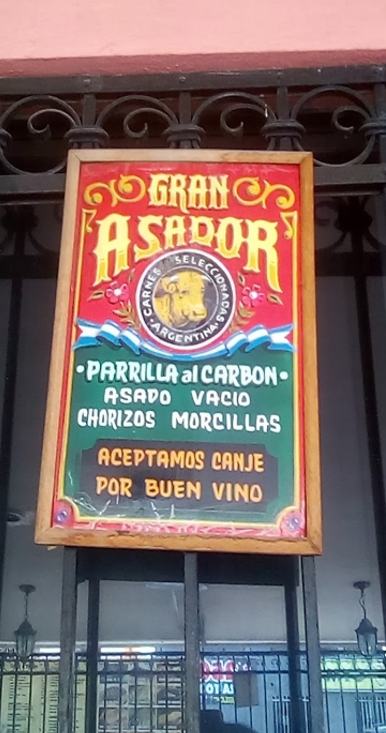 GRAN
ASADOR
CARNES SELECCIONADAS
• ARGENTINA •
• PARRILLA al CARBON •
ASADO VACIO
CHORIZOS MORCILLAS
ACEPTAMOS CANJE
POR BUEN VINO